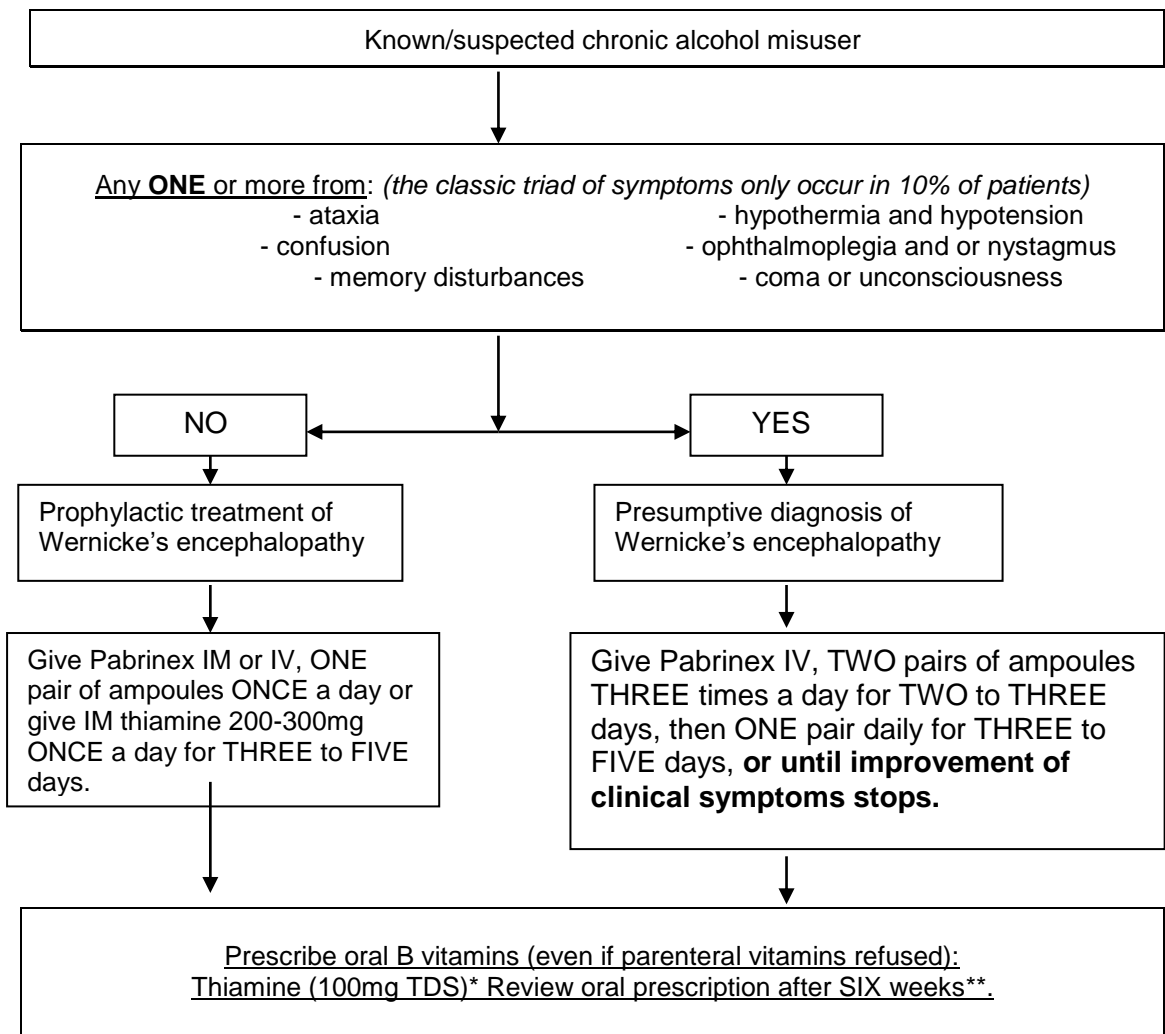 Known/suspected chronic alcohol misuser
Any ONE or more from: (the classic triad of symptoms only occur in 10% of patients)
- ataxia - hypothermia and hypotension
- confusion - ophthalmoplegia and or nystagmus
- memory disturbances - coma or unconsciousness
NO
YES
Prophylactic treatment of
Wernicke's encephalopathy
Presumptive diagnosis of
Wernicke's encephalopathy
Give Pabrinex IM or IV, ONE
pair of ampoules ONCE a day or
give IM thiamine 200-300mg
ONCE a day for THREE to FIVE
days.
Give Pabrinex IV, TWO pairs of ampoules
THREE times a day for TWO to THREE
days, then ONE pair daily for THREE to
FIVE days, or until improvement of
clinical symptoms stops.
Prescribe oral B vitamins (even if parenteral vitamins refused):
Thiamine (100mg TDS)* Review oral prescription after SIX weeks**.